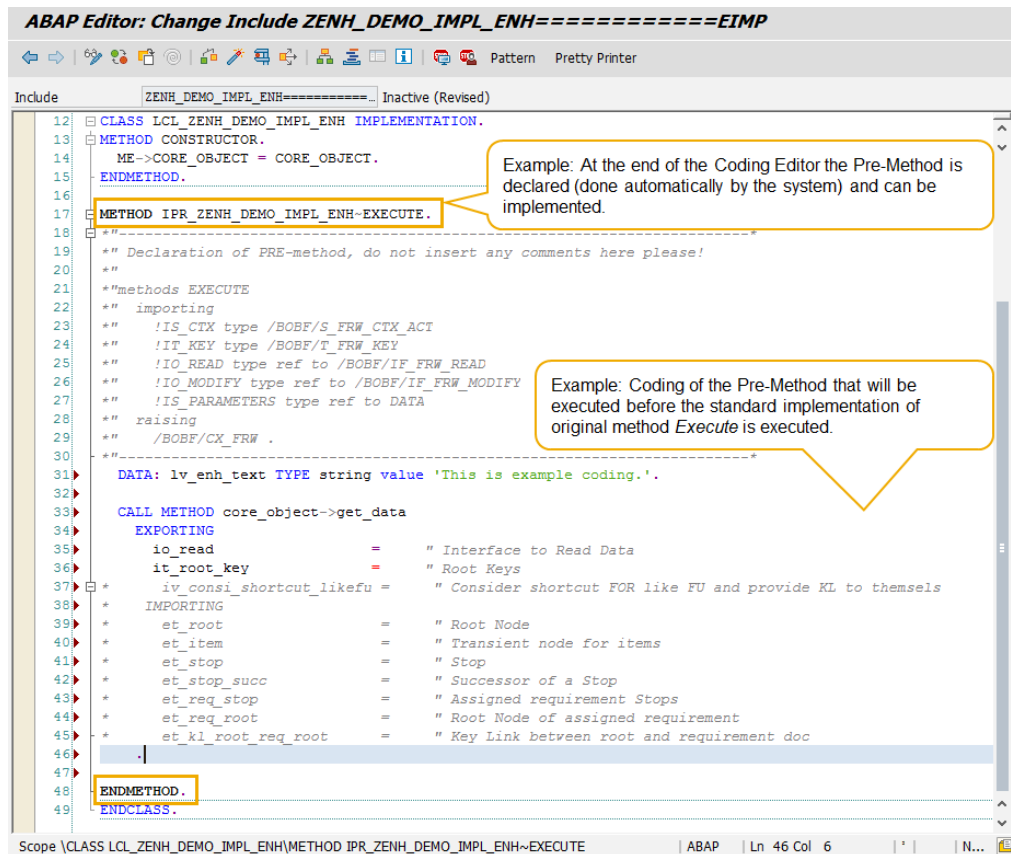 ABAP Editor: Change Include ZENH_DEMO_IMPL_ENH============EIMP
Pattern Pretty Printer
Include ZENH_DEMO_IMPL_ENH===========… Inactive (Revised)
12 CLASS LCL_ZENH_DEMO_IMPL_ENH IMPLEMENTATION.
13 METHOD CONSTRUCTOR.
14 ME->CORE_OBJECT = CORE_OBJECT.
15 ENDMETHOD.
16
Example: At the end of the Coding Editor the Pre-Method is
declared (done automatically by the system) and can be
implemented.
17 METHOD IPR_ZENH_DEMO_IMPL_ENH~EXECUTE.
18 *"----------------------------------------------------------------------*
19 *" Declaration of PRE-method, do not insert any comments here please!
20 *"
21 *"methods EXECUTE
22 *" importing
23 *" !IS_CTX type /BOBF/S_FRW_CTX_ACT
24 *" !IT_KEY type /BOBF/T_FRW_KEY
25 *" !IO_READ type ref to /BOBF/IF_FRW_READ
26 *" !IO_MODIFY type ref to /BOBF/IF_FRW_MODIFY
27 *" !IS_PARAMETERS type ref to DATA
28 *" raising
29 *" /BOBF/CX_FRW .
30 *"----------------------------------------------------------------------*
Example: Coding of the Pre-Method that will be
executed before the standard implementation of
original method Execute is executed.
31 DATA: lv_enh_text TYPE string value 'This is example coding.'.
32
33 CALL METHOD core_object->get_data
34 EXPORTING
35 io_read = " Interface to Read Data
36 it_root_key = " Root Keys
37 * iv_consi_shortcut_likefu = " Consider shortcut FOR like FU and provide KL to themsels
38 * IMPORTING
39 * et_root = " Root Node
40 * et_item = " Transient node for items
41 * et_stop = " Stop
42 * et_stop_succ = " Successor of a Stop
43 * et_req_stop = " Assigned requirement Stops
44 * et_req_root = " Root Node of assigned requirement
45 * et_kl_root_req_root = " Key Link between root and requirement doc
46 .
47
48 ENDMETHOD.
49 ENDCLASS.
Scope \CLASS LCL_ZENH_DEMO_IMPL_ENH\METHOD IPR_ZENH_DEMO_IMPL_ENH~EXECUTE ABAP Ln 46 Col 6 N...